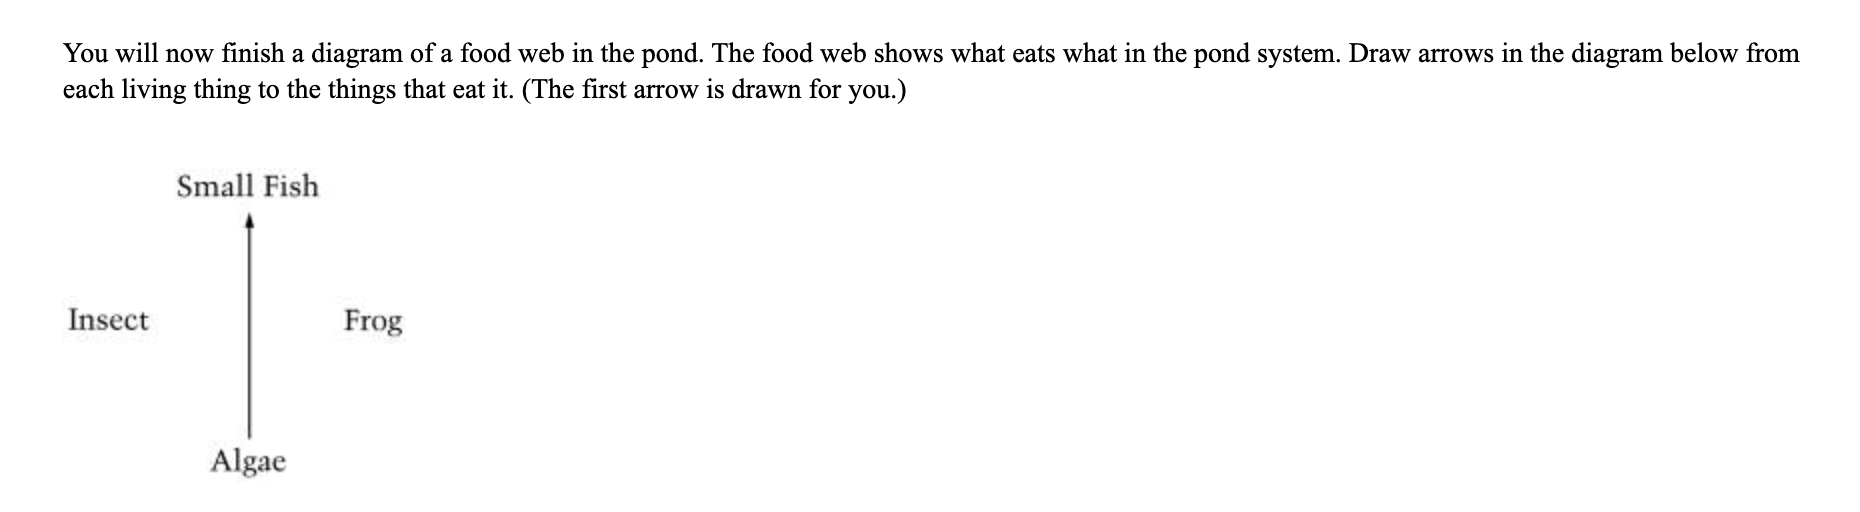 You will now finish a diagram of a food web in the pond. The food web shows what eats what in the pond system. Draw arrows in the diagram below from
each living thing to the things that eat it. (The first arrow is drawn for you.)
Small Fish
Insect
Frog
Algae